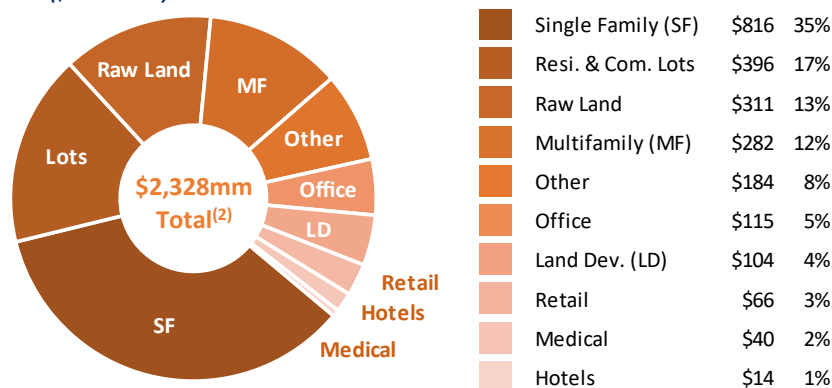 Raw Land
MF
Other
Lots
$2,328mm
Total(2)
Office
LD
Retail
Hotels
SF
Medical
Single Family (SF) $816 35%
Resi. & Com. Lots $396 17%
Raw Land $311 13%
Multifamily (MF) $282 12%
Other $184 8%
Office $115 5%
Land Dev. (LD) $104 4%
Retail $66 3%
Medical $40 2%
Hotels $14 1%